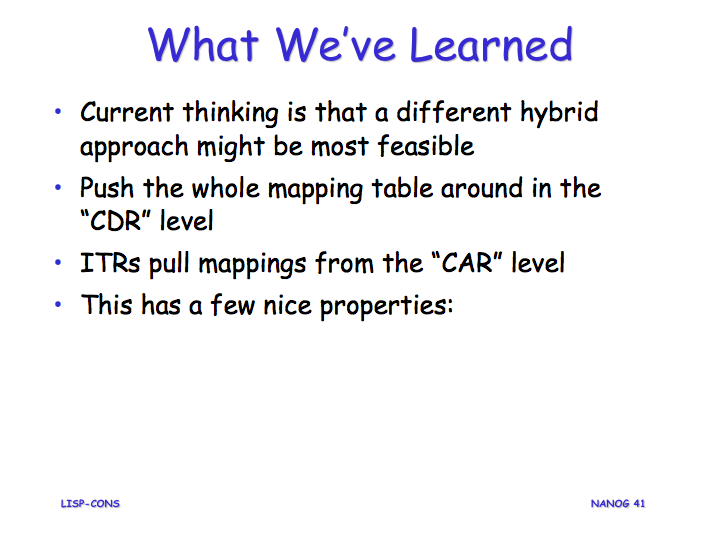 What We’ve Learned
• Current thinking is that a different hybrid
approach might be most feasible
• Push the whole mapping table around in the
“CDR” level
• ITRs pull mappings from the “CAR” level
• This has a few nice properties:
LISP-CONS
NANOG 41